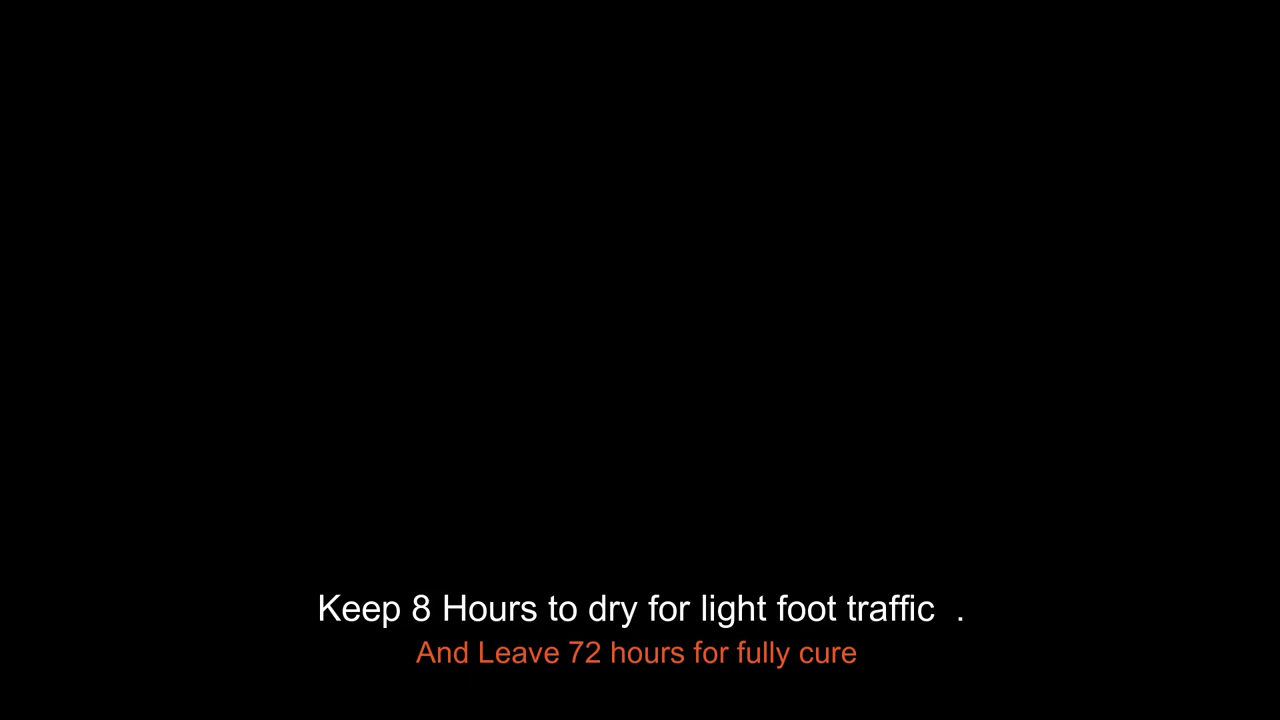 Keep 8 Hours to dry for light foot traffic .
And Leave 72 hours for fully cure